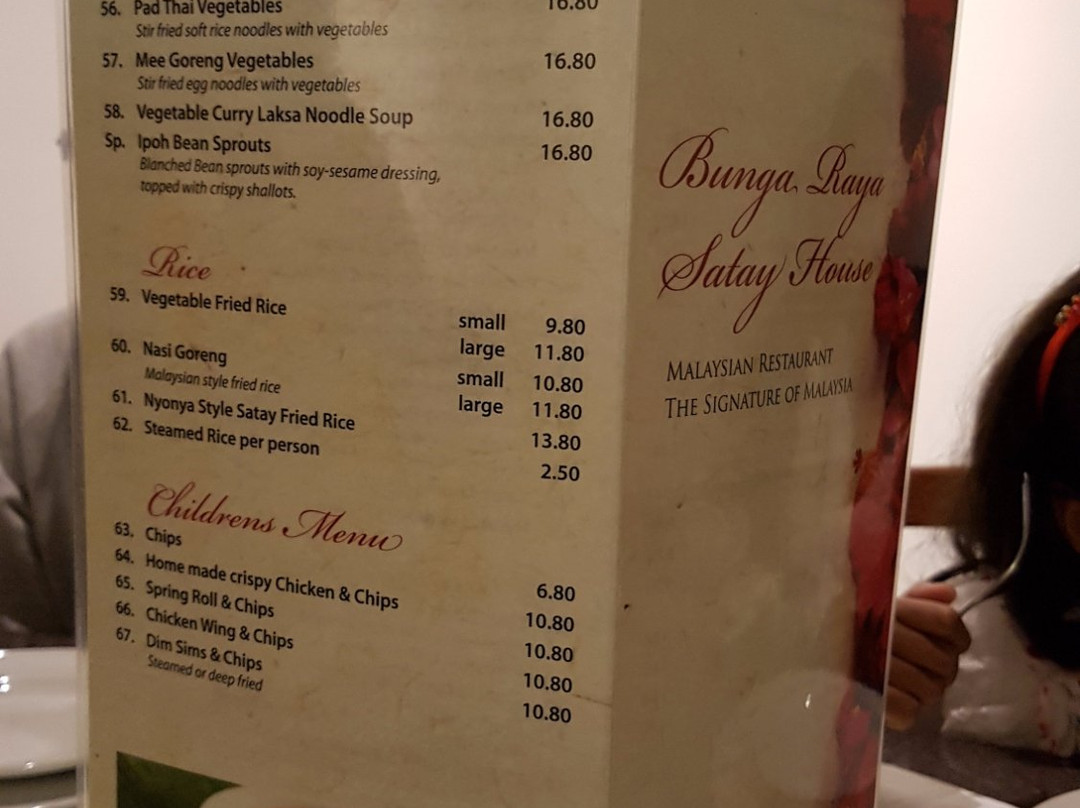 56. Pad Thai Vegetables 16.80
Stir fried soft rice noodles with vegetables
57. Mee Goreng Vegetables 16.80
Stir fried egg noodles with vegetables
58. Vegetable Curry Laksa Noodle Soup 16.80
Sp. Ipoh Bean Sprouts 16.80
Blanched Bean sprouts with soy-sesame dressing,
topped with crispy shallots.
Rice
59. Vegetable Fried Rice small 9.80
large 11.80
60. Nasi Goreng small 10.80
Malaysian style fried rice large 11.80
61. Nyonya Style Satay Fried Rice 13.80
62. Steamed Rice per person 2.50
Childrens Menu
63. Chips 6.80
64. Home made crispy Chicken & Chips 10.80
65. Spring Roll & Chips 10.80
66. Chicken Wing & Chips 10.80
67. Dim Sims & Chips 10.80
Steamed or deep fried
Bunga Raya
Satay House
MALAYSIAN RESTAURANT
THE SIGNATURE OF MALAYSIA